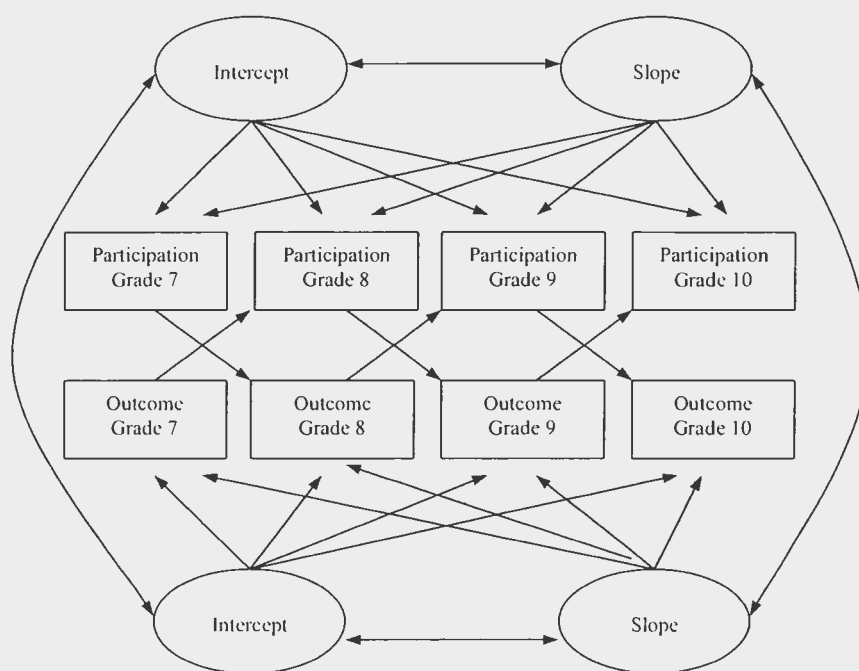 Intercept
Slope
Participation
Grade 7
Participation
Grade 8
Participation
Grade 9
Participation
Grade 10
Outcome
Grade 7
Outcome
Grade 8
Outcome
Grade 9
Outcome
Grade 10
Intercept
Slope